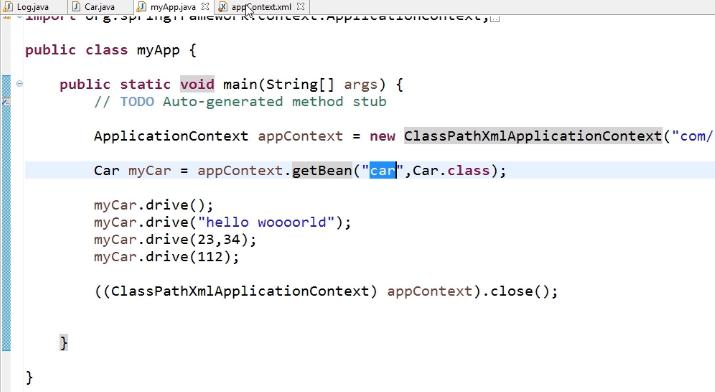 Log.java Car.java myApp.java appContext.xml
import org.springframework.context.ApplicationContext;
public class myApp {
public static void main(String[] args) {
// TODO Auto-generated method stub
ApplicationContext appContext = new ClassPathXmlApplicationContext("com/
Car myCar = appContext.getBean("car",Car.class);
myCar.drive();
myCar.drive("hello woooorld");
myCar.drive(23,34);
myCar.drive(112);
((ClassPathXmlApplicationContext) appContext).close();
}
}